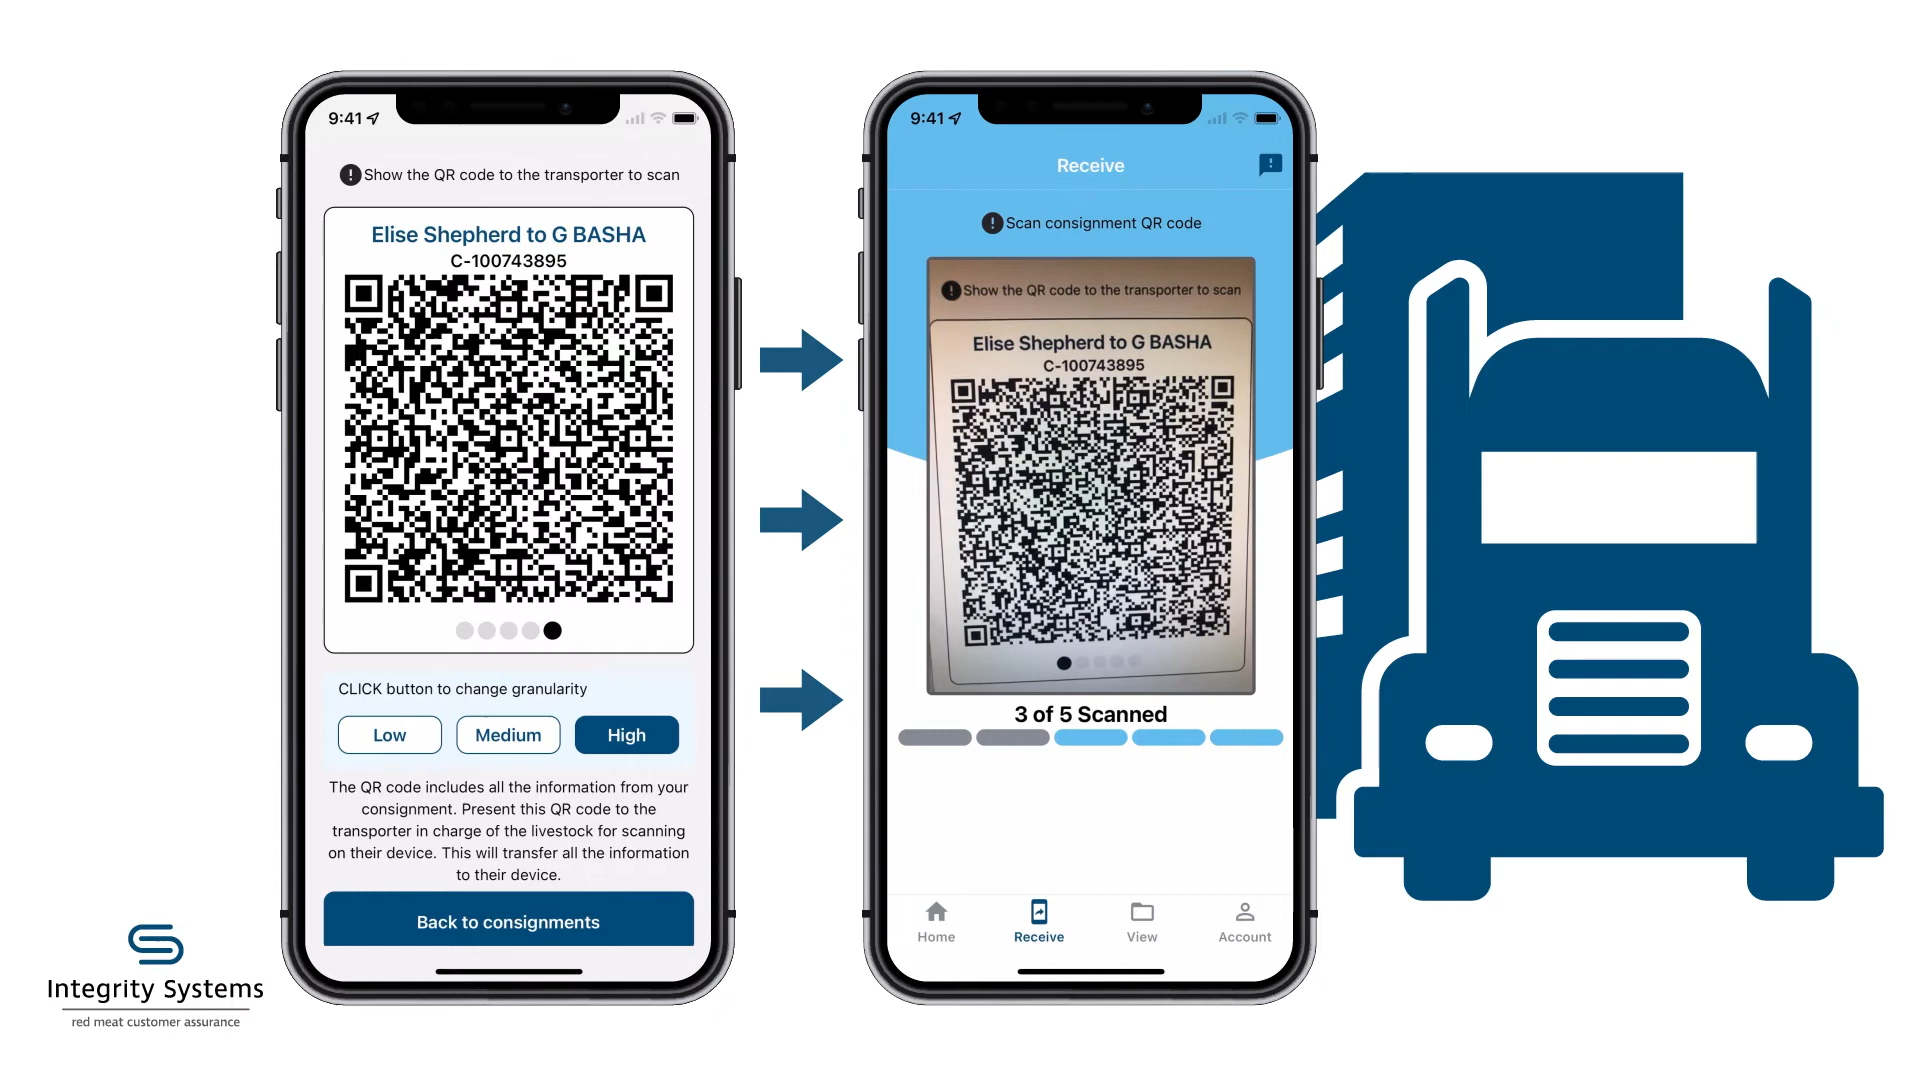 9:41
Show the QR code to the transporter to scan
Elise Shepherd to G BASHA
C-100743895
CLICK button to change granularity
Low Medium High
The QR code includes all the information from your
consignment. Present this QR code to the
transporter in charge of the livestock for scanning
on their device. This will transfer all the information
to their device.
Back to consignments
9:41
Receive
Scan consignment QR code
Show the QR code to the transporter to scan
Elise Shepherd to G BASHA
C-100743895
3 of 5 Scanned
Home Receive View Account
Integrity Systems
red meat customer assurance